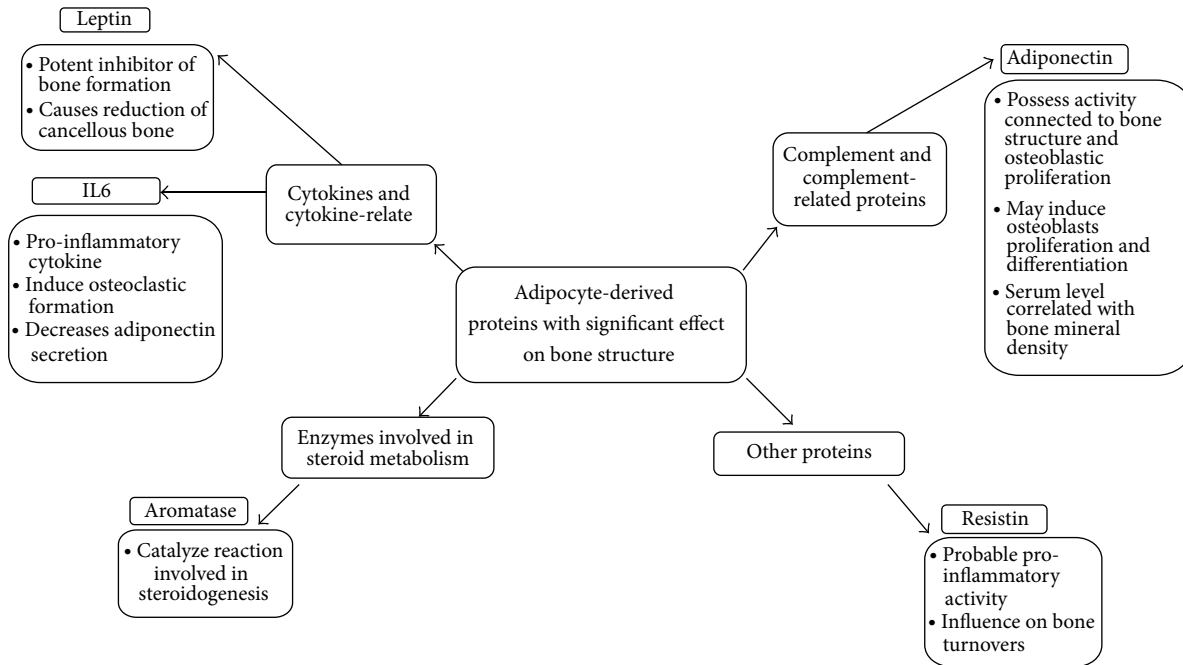 Leptin
• Potent inhibitor of
bone formation
• Causes reduction of
cancellous bone
IL6
• Pro-inflammatory
cytokine
• Induce osteoclastic
formation
• Decreases adiponectin
secretion
Cytokines and
cytokine-relate
Complement and
complement-
related proteins
Adiponectin
• Possess activity
connected to bone
structure and
osteoblastic
proliferation
• May induce
osteoblasts
proliferation and
differentiation
• Serum level
correlated with
bone mineral
density
Adipocyte-derived
proteins with significant effect
on bone structure
Enzymes involved in
steroid metabolism
Other proteins
Aromatase
• Catalyze reaction
involved in
steroidogenesis
Resistin
• Probable pro-
inflammatory
activity
• Influence on bone
turnovers